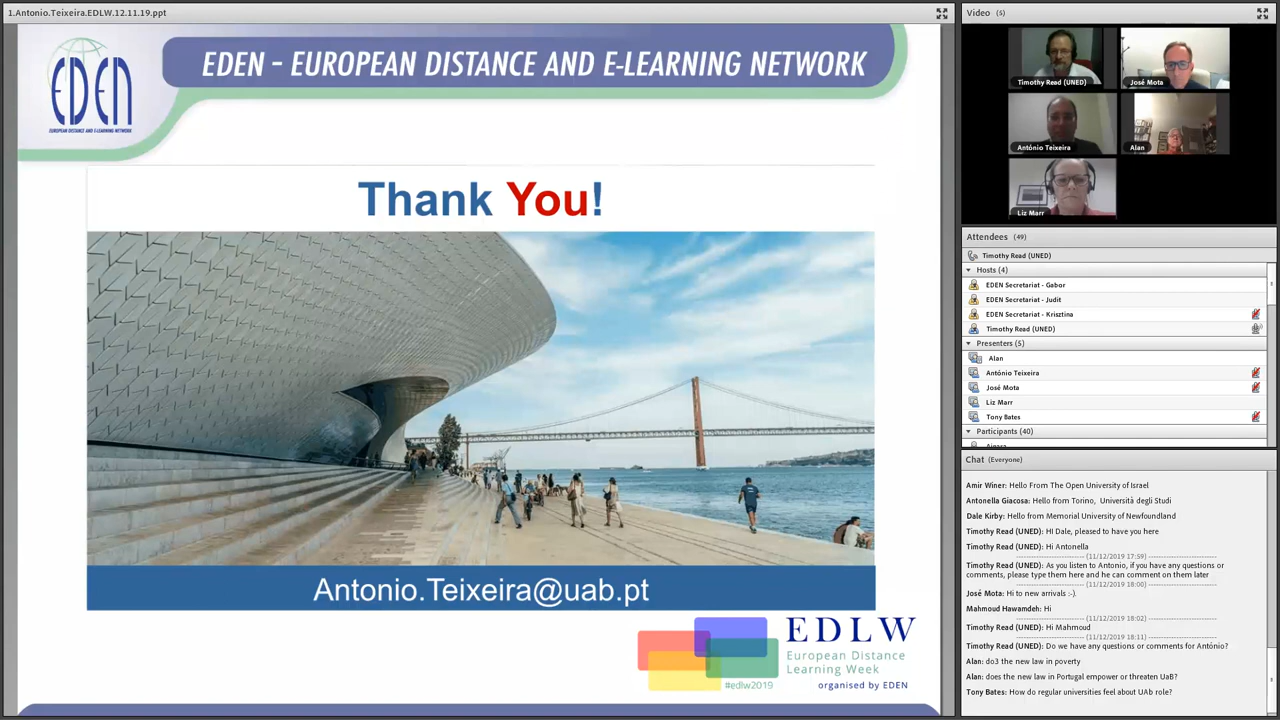 1.Antonio.Teixeira.EDLW.12.11.19.ppt
EDEN
EUROPEAN DISTANCE AND E-LEARNING NETWORK
EDEN - EUROPEAN DISTANCE AND E-LEARNING NETWORK
Thank You!
Antonio.Teixeira@uab.pt
EDLW
European Distance
Learning Week
#edlw2019
organised by EDEN
Video (5)
Timothy Read (UNED)
José Mota
António Teixeira
Alan
Liz Marr
Attendees (49)
Timothy Read (UNED)
Hosts (4)
EDEN Secretariat - Gabor
EDEN Secretariat - Judit
EDEN Secretariat - Krisztina
Timothy Read (UNED)
Presenters (5)
Alan
António Teixeira
José Mota
Liz Marr
Tony Bates
Participants (40)
Chat (Everyone)
Amir Winer: Hello From The Open University of Israel
Antonella Giacosa: Hello from Torino, Università degli Studi
Dale Kirby: Hello from Memorial University of Newfoundland
Timothy Read (UNED): HI Dale, pleased to have you here
Timothy Read (UNED): Hi Antonella
(11/12/2019 17:59)
Timothy Read (UNED): As you listen to Antonio, if you have any questions or
comments, please type them here and he can comment on them later
(11/12/2019 18:00)
José Mota: Hi to new arrivals :-).
Mahmoud Hawamdeh: Hi
(11/12/2019 18:02)
Timothy Read (UNED): Hi Mahmoud
(11/12/2019 18:11)
Timothy Read (UNED): Do we have any questions or comments for António?
Alan: do3 the new law in poverty
Alan: does the new law in Portugal empower or threaten UaB?
Tony Bates: How do regular universities feel about UAb role?